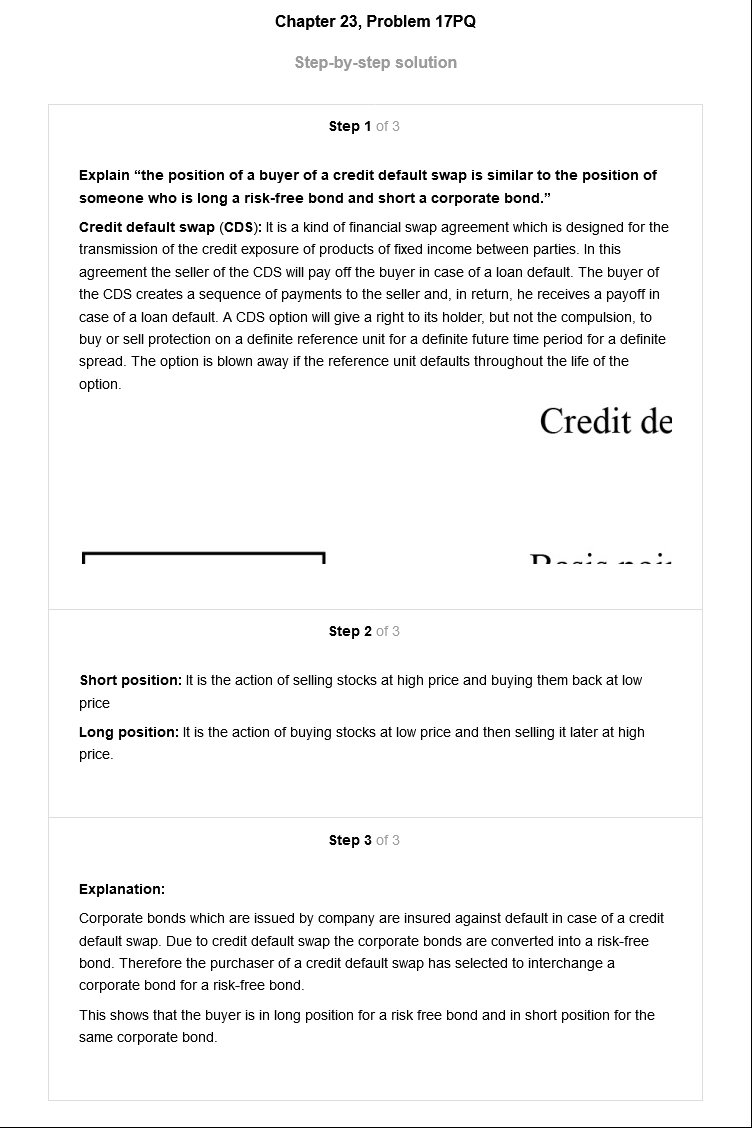 Chapter 23, Problem 17PQ
Step-by-step solution
Step 1 of 3
Explain “the position of a buyer of a credit default swap is similar to the position of
someone who is long a risk-free bond and short a corporate bond.”
Credit default swap (CDS): It is a kind of financial swap agreement which is designed for the
transmission of the credit exposure of products of fixed income between parties. In this
agreement the seller of the CDS will pay off the buyer in case of a loan default. The buyer of
the CDS creates a sequence of payments to the seller and, in return, he receives a payoff in
case of a loan default. A CDS option will give a right to its holder, but not the compulsion, to
buy or sell protection on a definite reference unit for a definite future time period for a definite
spread. The option is blown away if the reference unit defaults throughout the life of the
option.
Credit de
Step 2 of 3
Short position: It is the action of selling stocks at high price and buying them back at low
price
Long position: It is the action of buying stocks at low price and then selling it later at high
price.
Step 3 of 3
Explanation:
Corporate bonds which are issued by company are insured against default in case of a credit
default swap. Due to credit default swap the corporate bonds are converted into a risk-free
bond. Therefore the purchaser of a credit default swap has selected to interchange a
corporate bond for a risk-free bond.
This shows that the buyer is in long position for a risk free bond and in short position for the
same corporate bond.